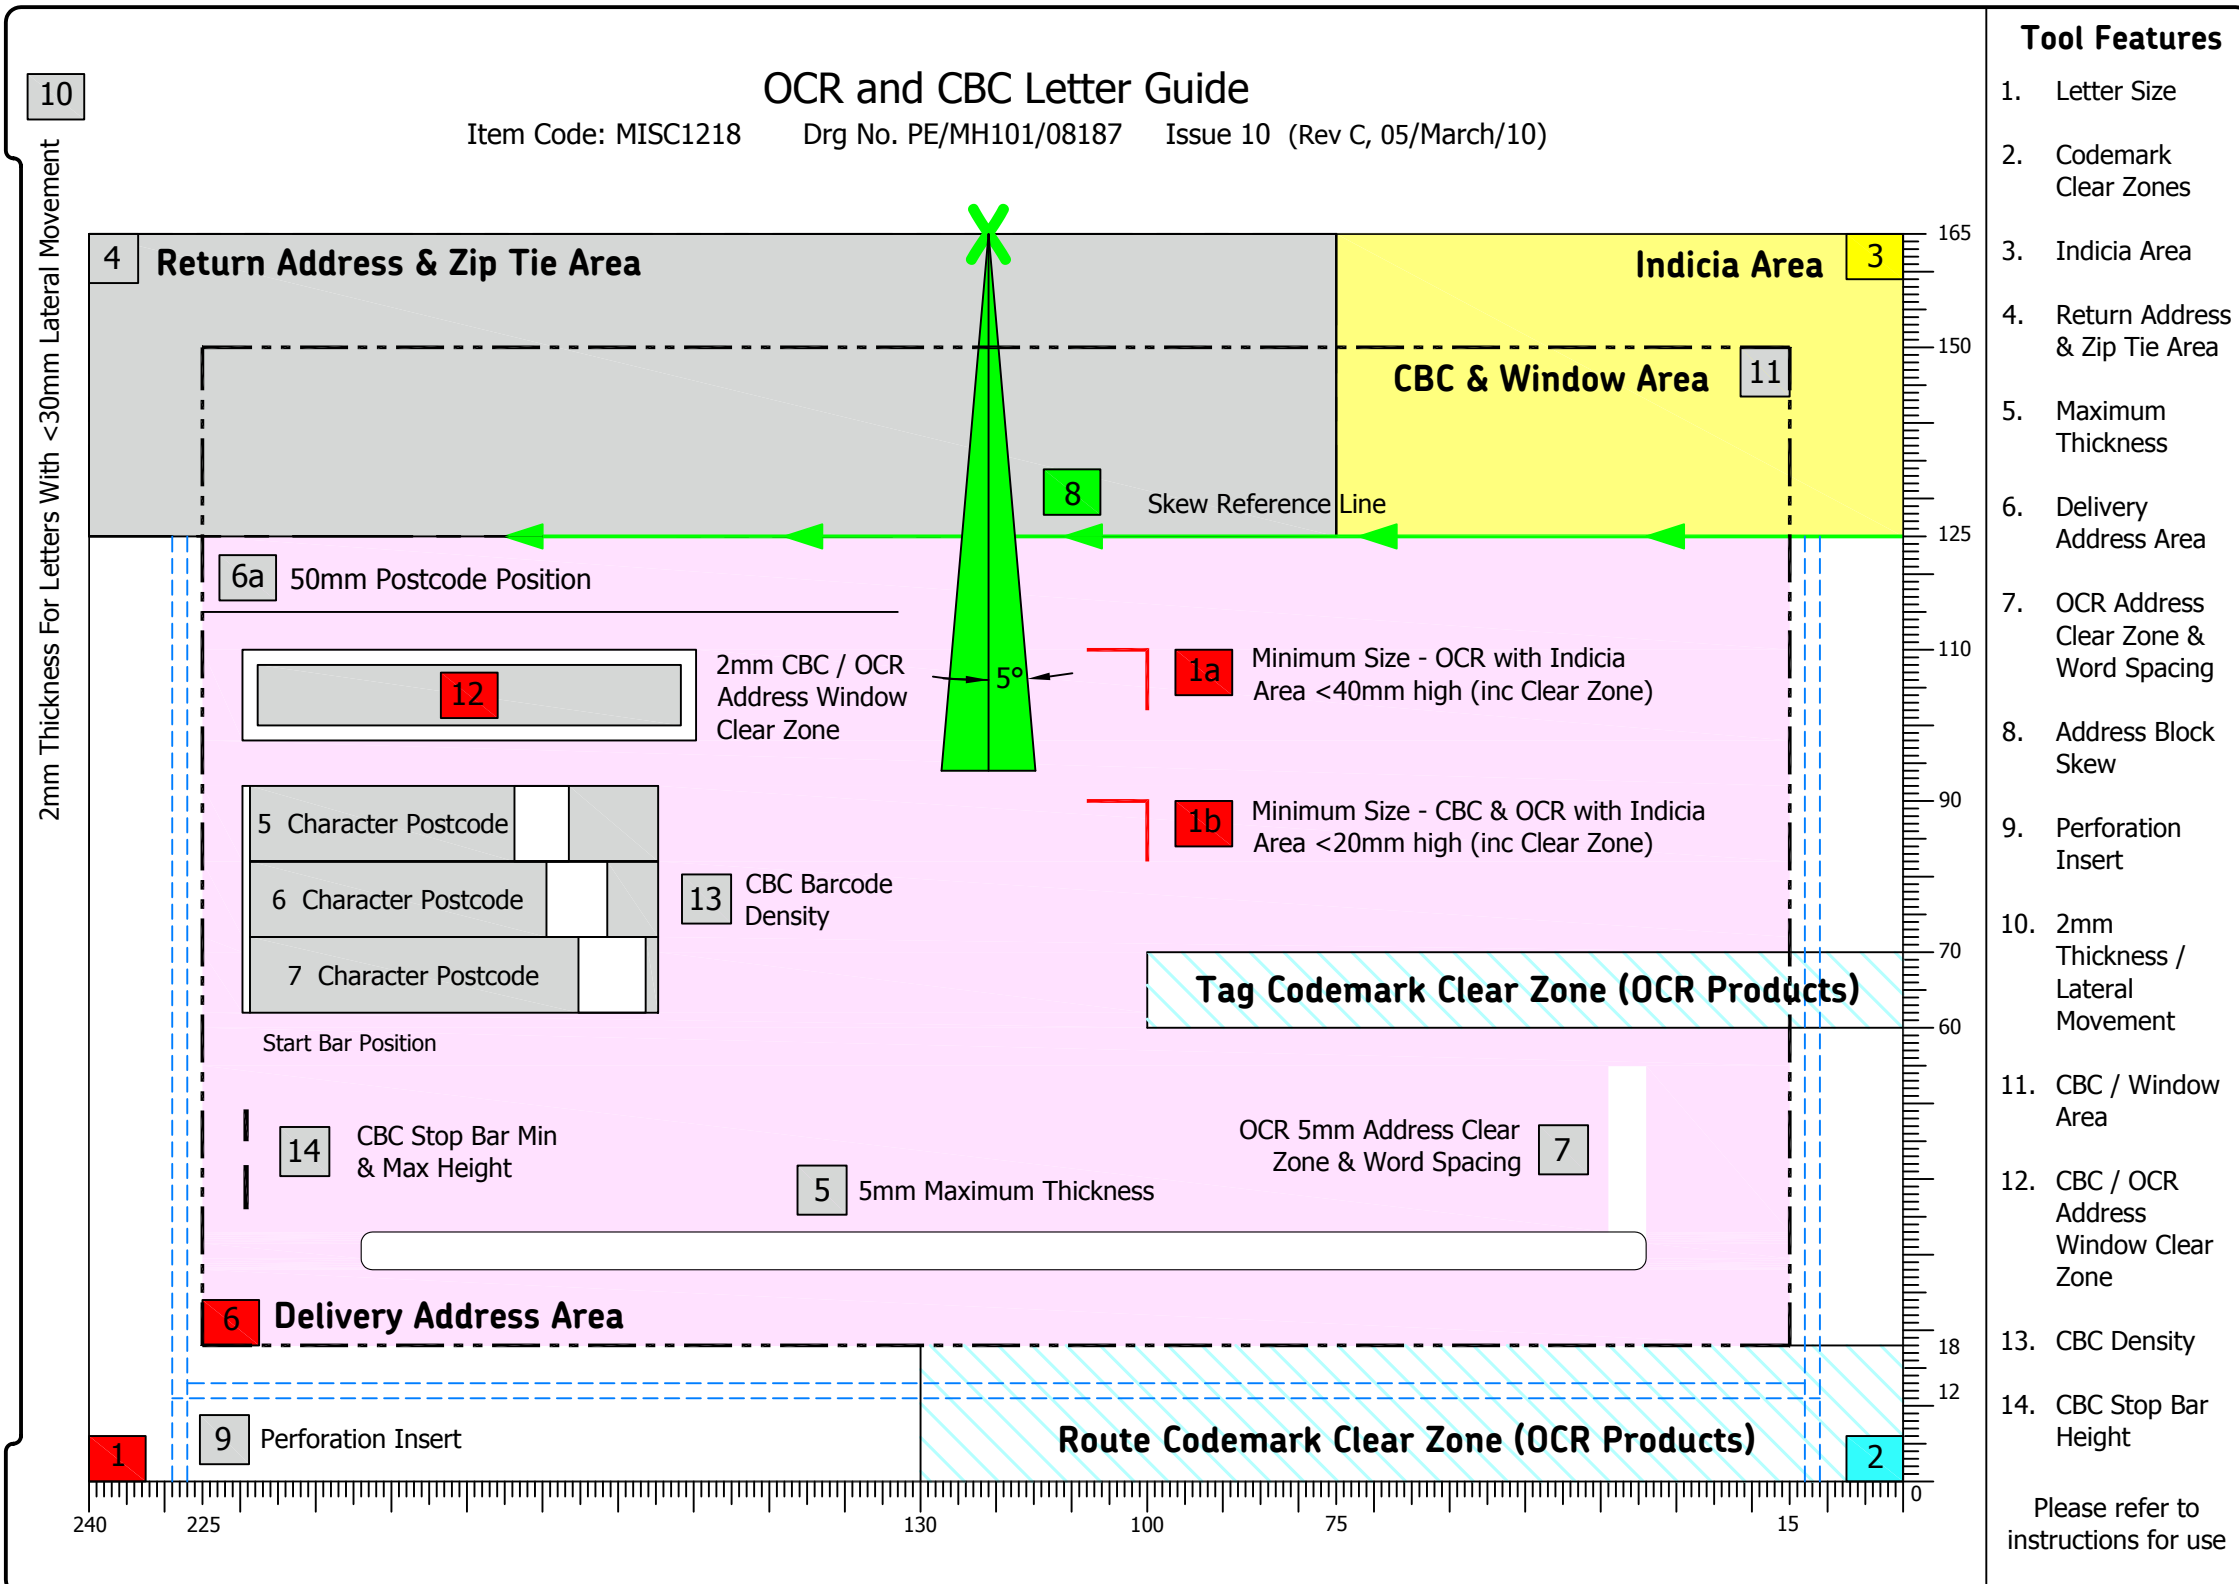 OCR and CBC Letter Guide
Item Code: MISC1218 Drg No. PE/MH101/08187 Issue 10 (Rev C, 05/March/10)
10
2mm Thickness For Letters With <30mm Lateral Movement
4 Return Address & Zip Tie Area
Indicia Area 3
CBC & Window Area 11
8 Skew Reference Line
6a 50mm Postcode Position
12
2mm CBC / OCR
Address Window
Clear Zone
5°
1a
Minimum Size - OCR with Indicia
Area <40mm high (inc Clear Zone)
1b
Minimum Size - CBC & OCR with Indicia
Area <20mm high (inc Clear Zone)
5 Character Postcode
6 Character Postcode
7 Character Postcode
Start Bar Position
13
CBC Barcode
Density
Tag Codemark Clear Zone (OCR Products)
14
CBC Stop Bar Min
& Max Height
OCR 5mm Address Clear
Zone & Word Spacing
7
5 5mm Maximum Thickness
6 Delivery Address Area
9 Perforation Insert
Route Codemark Clear Zone (OCR Products)
1
2
165
150
125
110
90
70
60
18
12
0
240 225 130 100 75 15
Tool Features
1. Letter Size
2. Codemark
Clear Zones
3. Indicia Area
4. Return Address
& Zip Tie Area
5. Maximum
Thickness
6. Delivery
Address Area
7. OCR Address
Clear Zone &
Word Spacing
8. Address Block
Skew
9. Perforation
Insert
10. 2mm
Thickness /
Lateral
Movement
11. CBC / Window
Area
12. CBC / OCR
Address
Window Clear
Zone
13. CBC Density
14. CBC Stop Bar
Height
Please refer to
instructions for use